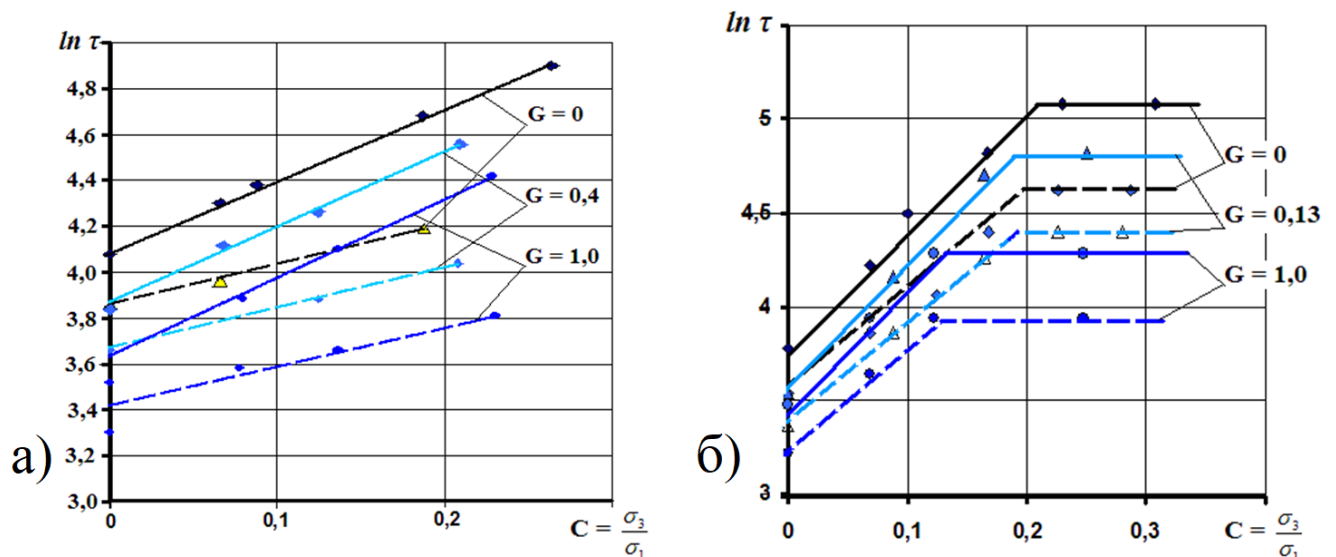 ln τ
5,0
4,8
4,6
4,4
4,2
4,0
3,8
3,6
3,4
3,2
3,0
0
0,1
0,2
C = σ₃/σ₁
G = 0
G = 0,4
G = 1,0
а)
ln τ
5
4,5
4
3
0
0,1
0,2
0,3
C = σ₃/σ₁
G = 0
G = 0,13
G = 1,0
б)